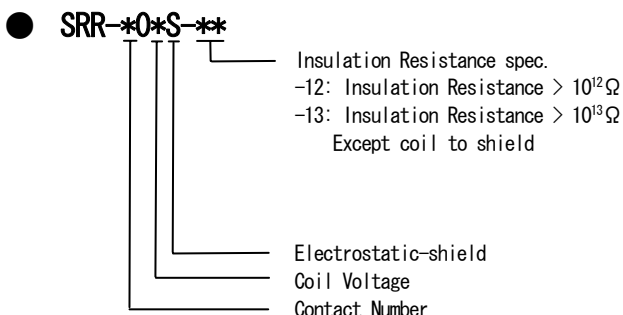 ● SRR-*0*S-**
Insulation Resistance spec.
-12: Insulation Resistance > 10¹²Ω
-13: Insulation Resistance > 10¹³Ω
Except coil to shield
Electrostatic-shield
Coil Voltage
Contact Number